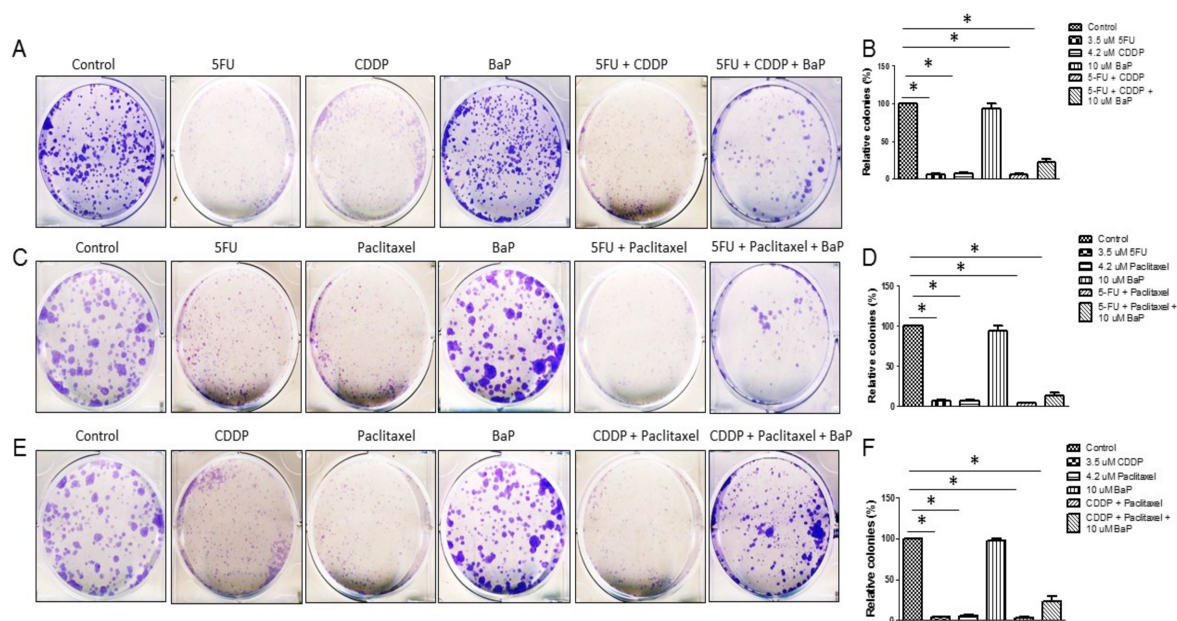 A
Control 5FU CDDP BaP 5FU + CDDP 5FU + CDDP + BaP
B
* * * *
Relative colonies (%)
150
100
50
0
Control
3.5 uM 5FU
4.2 uM CDDP
10 uM BaP
5-FU + CDDP
5-FU + CDDP +
10 uM BaP
C
Control 5FU Paclitaxel BaP 5FU + Paclitaxel 5FU + Paclitaxel + BaP
D
* * * *
Relative colonies (%)
150
100
50
0
Control
3.5 uM 5FU
4.2 uM Paclitaxel
10 uM BaP
5-FU + Paclitaxel
5-FU + Paclitaxel +
10 uM BaP
E
Control CDDP Paclitaxel BaP CDDP + Paclitaxel CDDP + Paclitaxel + BaP
F
* * * *
Relative colonies (%)
150
100
50
0
Control
3.5 uM CDDP
4.2 uM Paclitaxel
10 uM BaP
CDDP + Paclitaxel
CDDP + Paclitaxel +
10 uM BaP